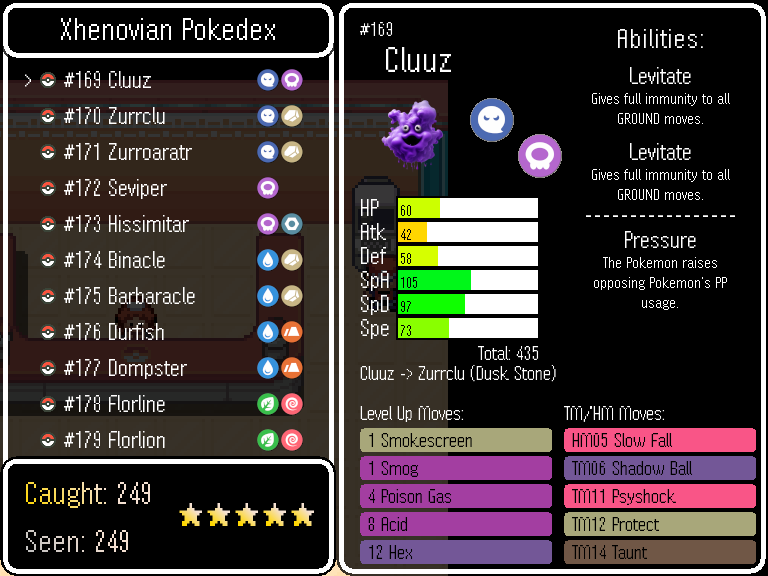 Xhenovian Pokedex
> #169 Cluuz
#170 Zurrclu
#171 Zurroaratr
#172 Seviper
#173 Hissimitar
#174 Binacle
#175 Barbaracle
#176 Durfish
#177 Dompster
#178 Florline
#179 Florlion
Caught: 249
Seen: 249
#169
Cluuz
HP 60
Atk 42
Def 58
SpA 105
SpD 97
Spe 73
Total: 435
Cluuz -> Zurrclu (Dusk Stone)
Abilities:
Levitate
Gives full immunity to all
GROUND moves.
Levitate
Gives full immunity to all
GROUND moves.
Pressure
The Pokemon raises
opposing Pokemon's PP
usage.
Level Up Moves:
1 Smokescreen
1 Smog
4 Poison Gas
8 Acid
12 Hex
TM/HM Moves:
HM05 Slow Fall
TM06 Shadow Ball
TM11 Psyshock
TM12 Protect
TM14 Taunt